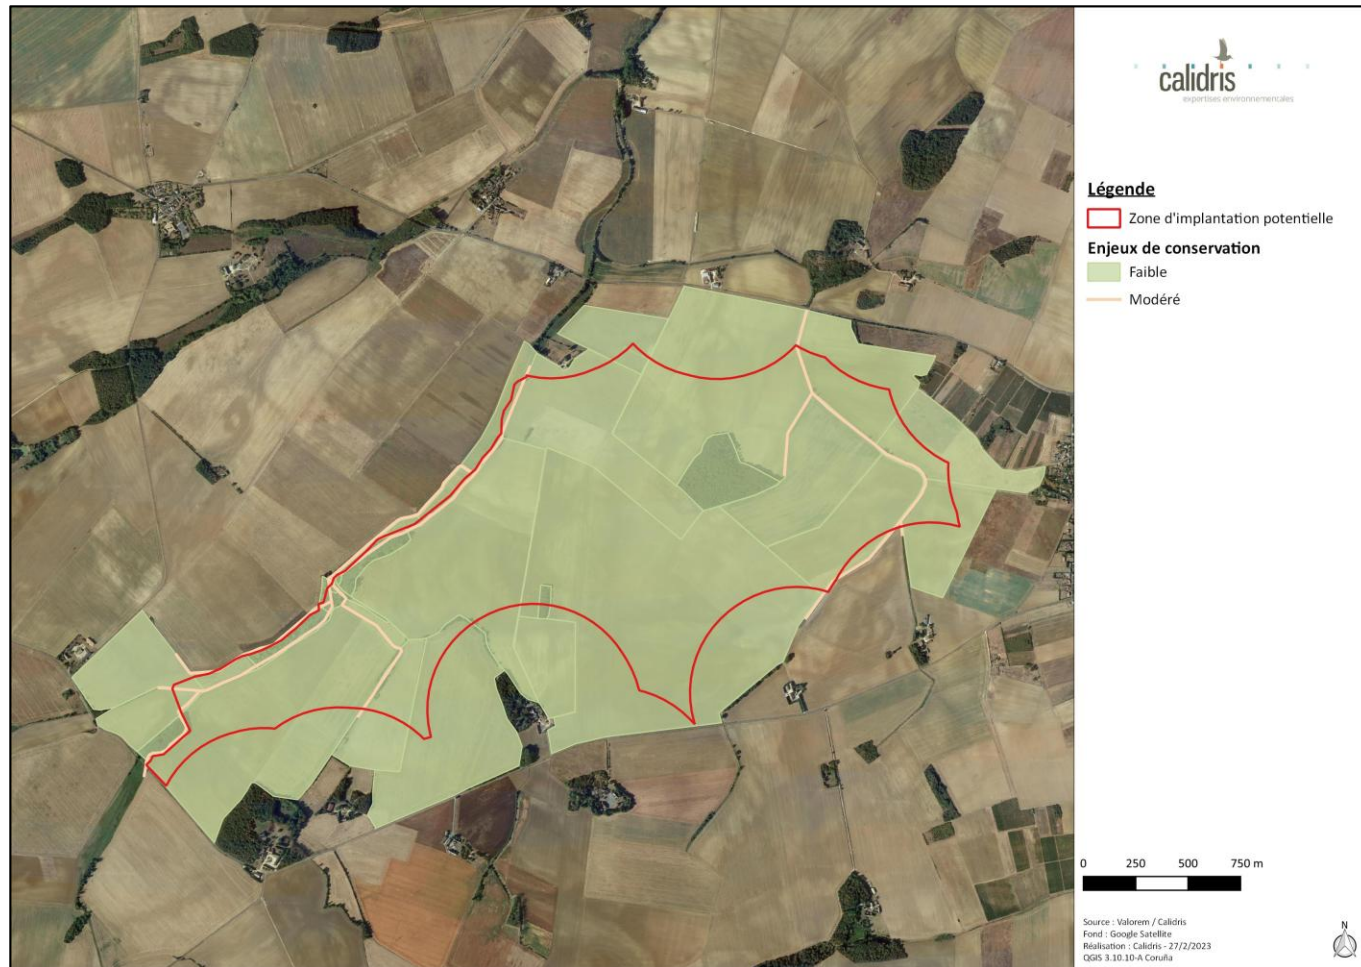 calidris
expertises environnementales
Légende
Zone d'implantation potentielle
Enjeux de conservation
Faible
Modéré
0 250 500 750 m
Source : Valorem / Calidris
Fond : Google Satellite
Réalisation : Calidris - 27/2/2023
QGIS 3.10.10-A Coruña
N